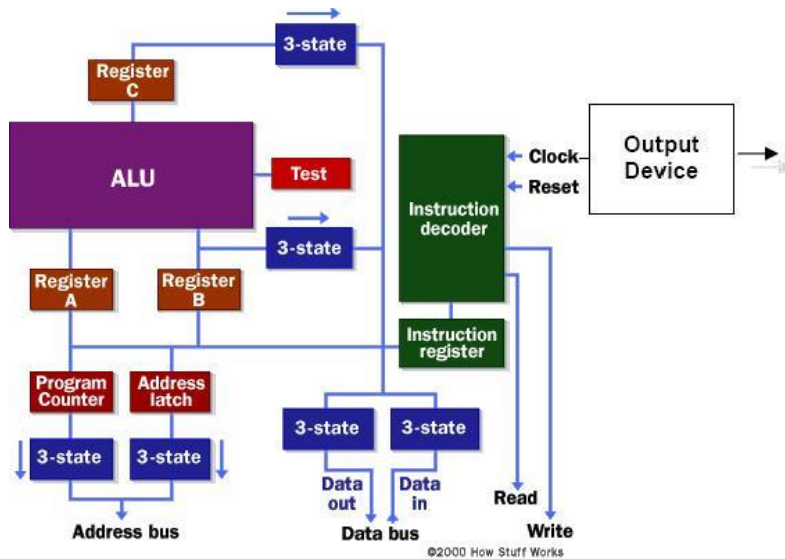 3-state
Register
C
ALU
Test
3-state
Register
A
Register
B
Instruction
decoder
Clock
Reset
Output
Device
Instruction
register
Program
Counter
Address
latch
3-state
3-state
3-state
3-state
Data
out
Data
in
Address bus
Data bus
Read
Write
©2000 How Stuff Works